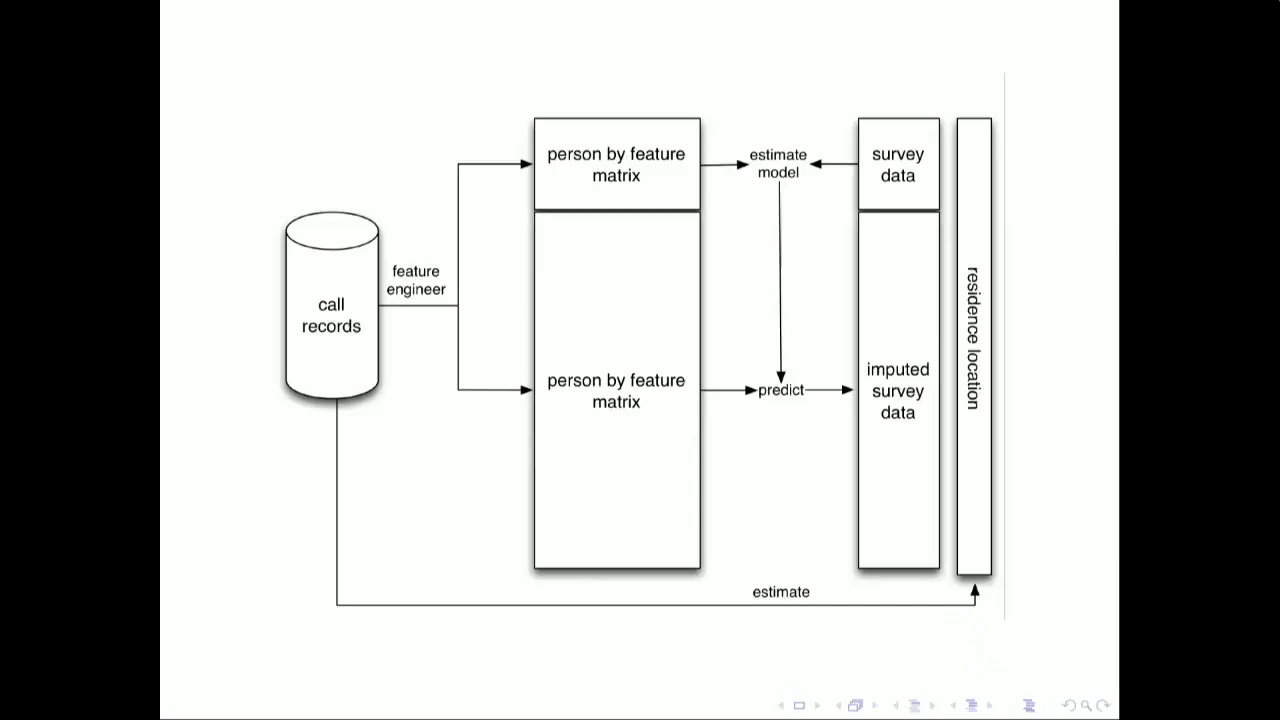 person by feature
matrix
estimate
model
survey
data
feature
engineer
call
records
person by feature
matrix
predict
imputed
survey
data
residence location
estimate